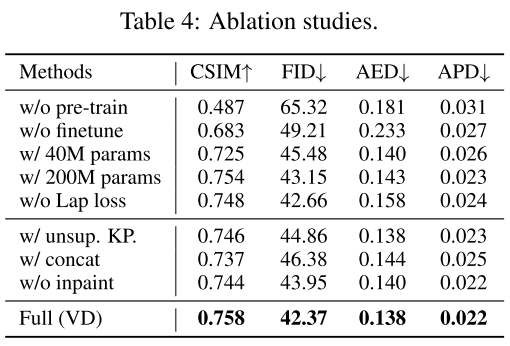 Table 4: Ablation studies.
Methods CSIM↑ FID↓ AED↓ APD↓
w/o pre-train 0.487 65.32 0.181 0.031
w/o finetune 0.683 49.21 0.233 0.027
w/ 40M params 0.725 45.48 0.140 0.026
w/ 200M params 0.754 43.15 0.143 0.023
w/o Lap loss 0.748 42.66 0.158 0.024
w/ unsup. KP. 0.746 44.86 0.138 0.023
w/ concat 0.737 46.38 0.144 0.025
w/o inpaint 0.744 43.95 0.140 0.022
Full (VD) 0.758 42.37 0.138 0.022